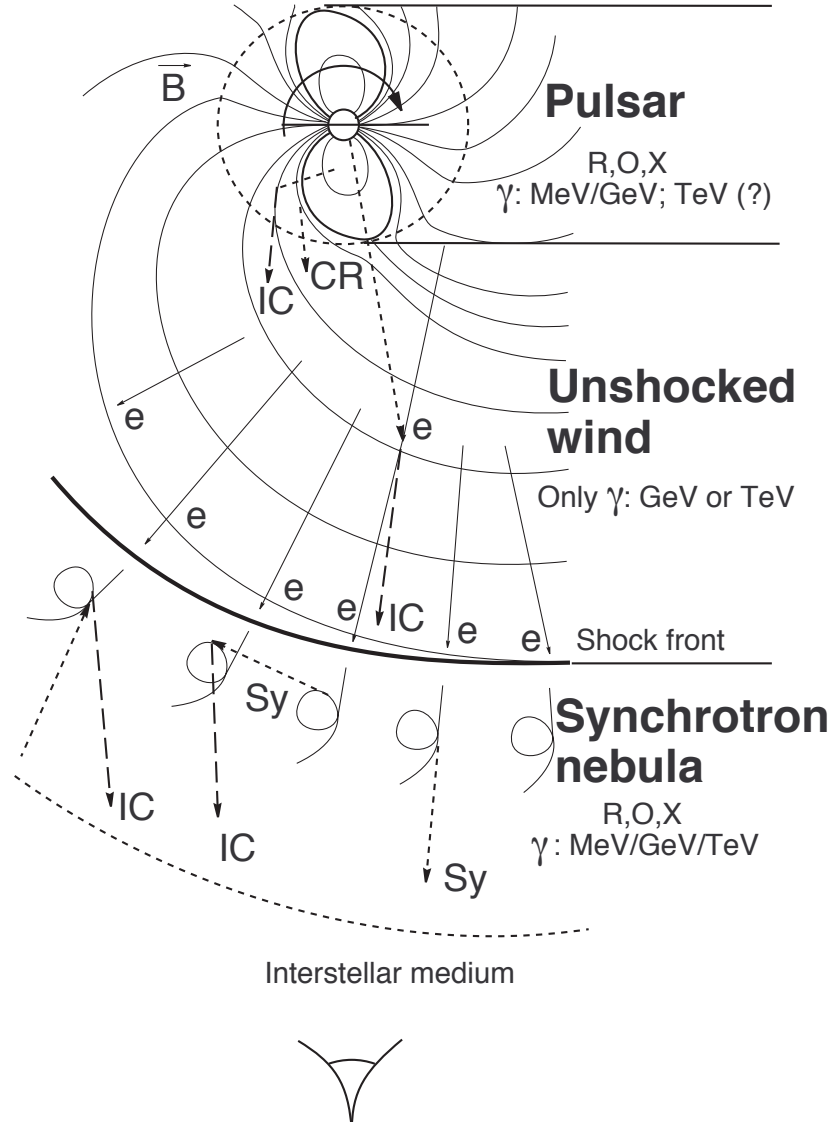 B
Pulsar
R,O,X
γ: MeV/GeV; TeV (?)
IC
CR
Unshocked
wind
Only γ: GeV or TeV
e
e
e
e
e
IC
e
e
Shock front
Sy
Synchrotron
nebula
R,O,X
γ: MeV/GeV/TeV
IC
IC
Sy
Interstellar medium